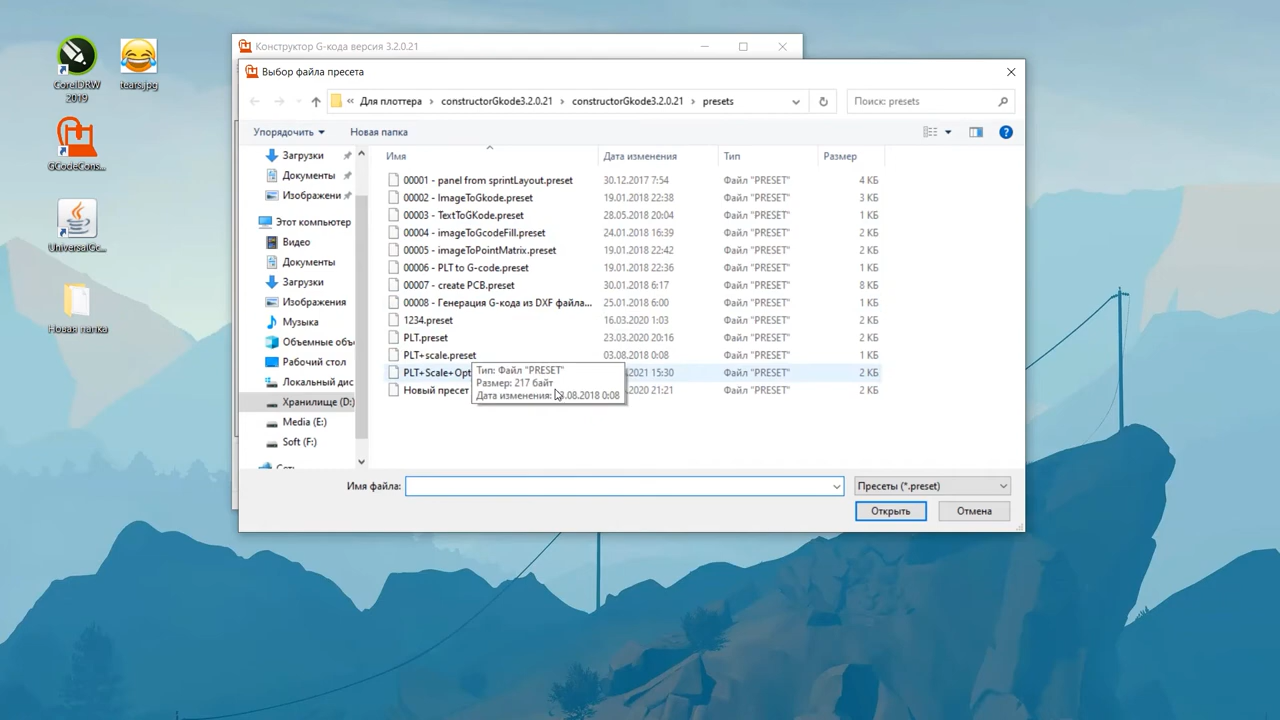 CorelDRW
2019
tears.jpg
GCodeCons...
UniversalGc...
Новая папка
Конструктор G-кода версия 3.2.0.21
Выбор файла пресета
« Для плоттера › constructorGkode3.2.0.21 › constructorGkode3.2.0.21 › presets
Поиск: presets
Упорядочить
Новая папка
Загрузки
Документы
Изображени
Этот компьютер
Видео
Документы
Загрузки
Изображения
Музыка
Объемные объ
Рабочий стол
Локальный дис
Хранилище (D:)
Media (E:)
Soft (F:)
Сеть
Имя Дата изменения Тип Размер
00001 - panel from sprintLayout.preset 30.12.2017 7:54 Файл "PRESET" 4 КБ
00002 - ImageToGkode.preset 19.01.2018 22:38 Файл "PRESET" 3 КБ
00003 - TextToGKode.preset 28.05.2018 20:04 Файл "PRESET" 1 КБ
00004 - imageToGcodeFill.preset 24.01.2018 16:39 Файл "PRESET" 2 КБ
00005 - imageToPointMatrix.preset 19.01.2018 22:42 Файл "PRESET" 2 КБ
00006 - PLT to G-code.preset 19.01.2018 22:36 Файл "PRESET" 1 КБ
00007 - create PCB.preset 30.01.2018 6:17 Файл "PRESET" 8 КБ
00008 - Генерация G-кода из DXF файла... 25.01.2018 6:00 Файл "PRESET" 1 КБ
1234.preset 16.03.2020 1:03 Файл "PRESET" 2 КБ
PLT.preset 23.03.2020 20:16 Файл "PRESET" 2 КБ
PLT+scale.preset 03.08.2018 0:08 Файл "PRESET" 1 КБ
PLT+Scale+Opt 2021 15:30 Файл "PRESET" 2 КБ
Новый пресет 2020 21:21 Файл "PRESET" 2 КБ
Тип: Файл "PRESET"
Размер: 217 байт
Дата изменения: 03.08.2018 0:08
Имя файла:
Пресеты (*.preset)
Открыть
Отмена